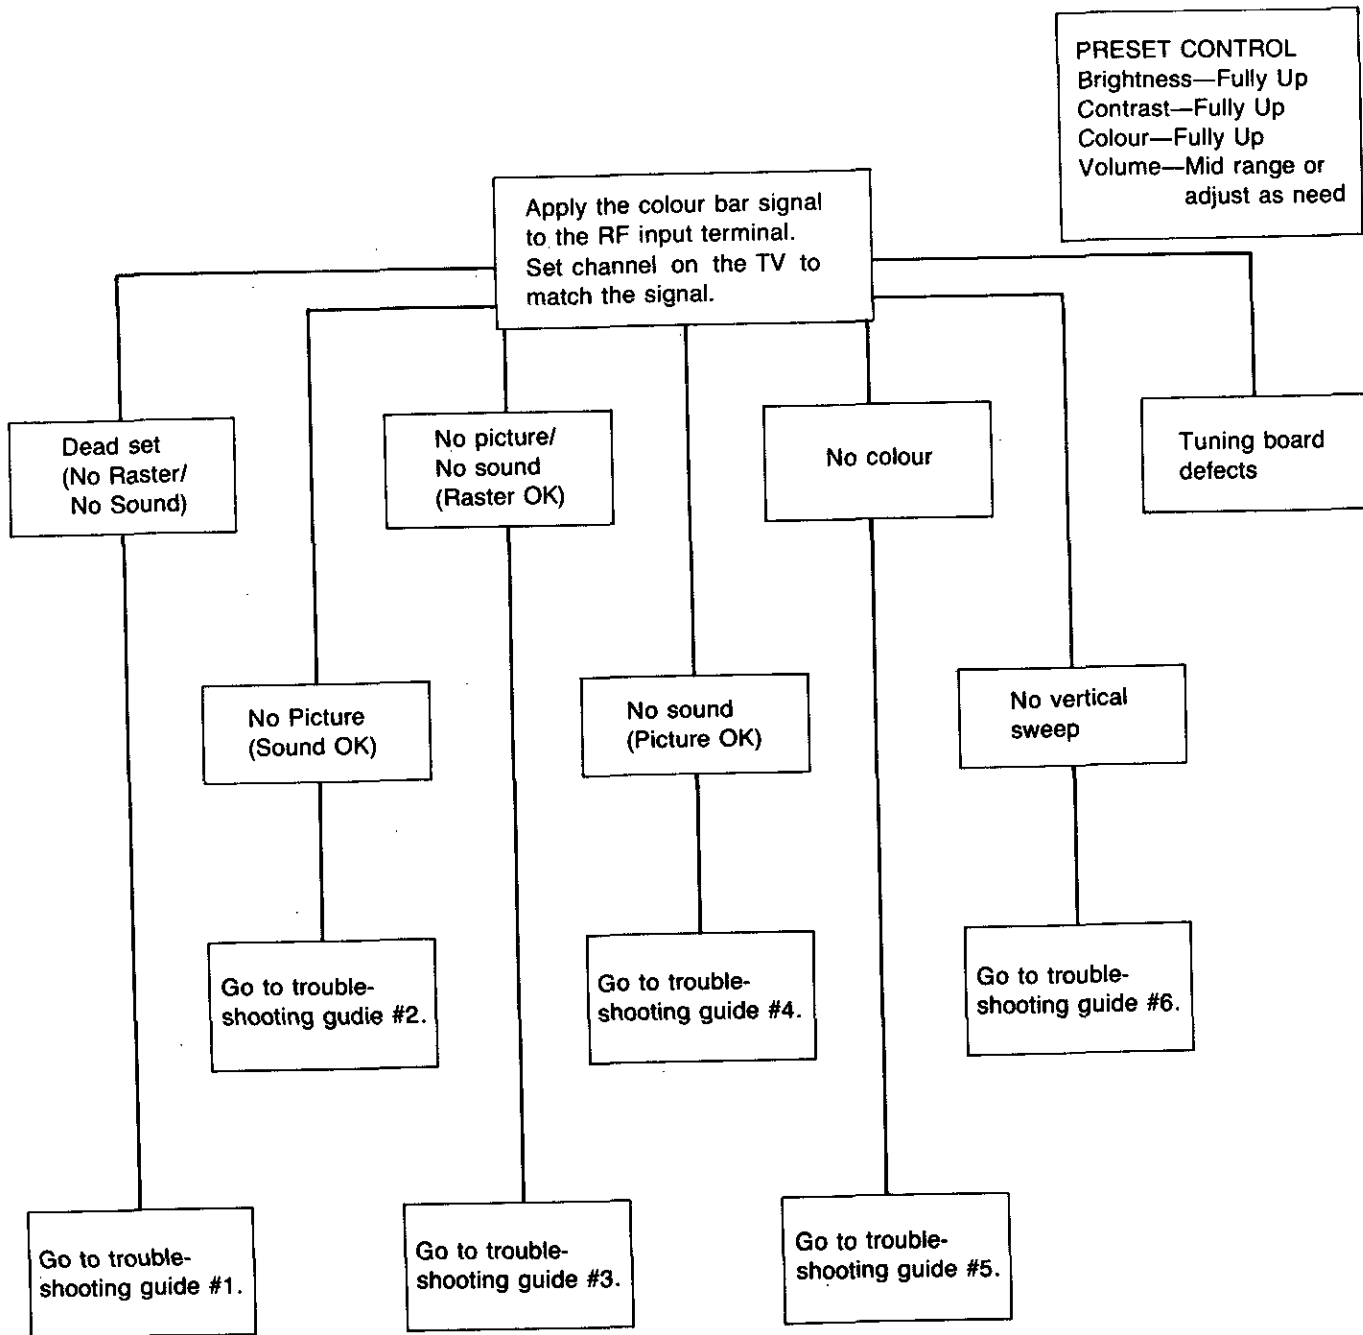 PRESET CONTROL
Brightness—Fully Up
Contrast—Fully Up
Colour—Fully Up
Volume—Mid range or
adjust as need
Apply the colour bar signal
to the RF input terminal.
Set channel on the TV to
match the signal.
Dead set
(No Raster/
No Sound)
No picture/
No sound
(Raster OK)
No colour
Tuning board
defects
No Picture
(Sound OK)
No sound
(Picture OK)
No vertical
sweep
Go to trouble-
shooting gudie #2.
Go to trouble-
shooting guide #4.
Go to trouble-
shooting guide #6.
Go to trouble-
shooting guide #1.
Go to trouble-
shooting guide #3.
Go to trouble-
shooting guide #5.